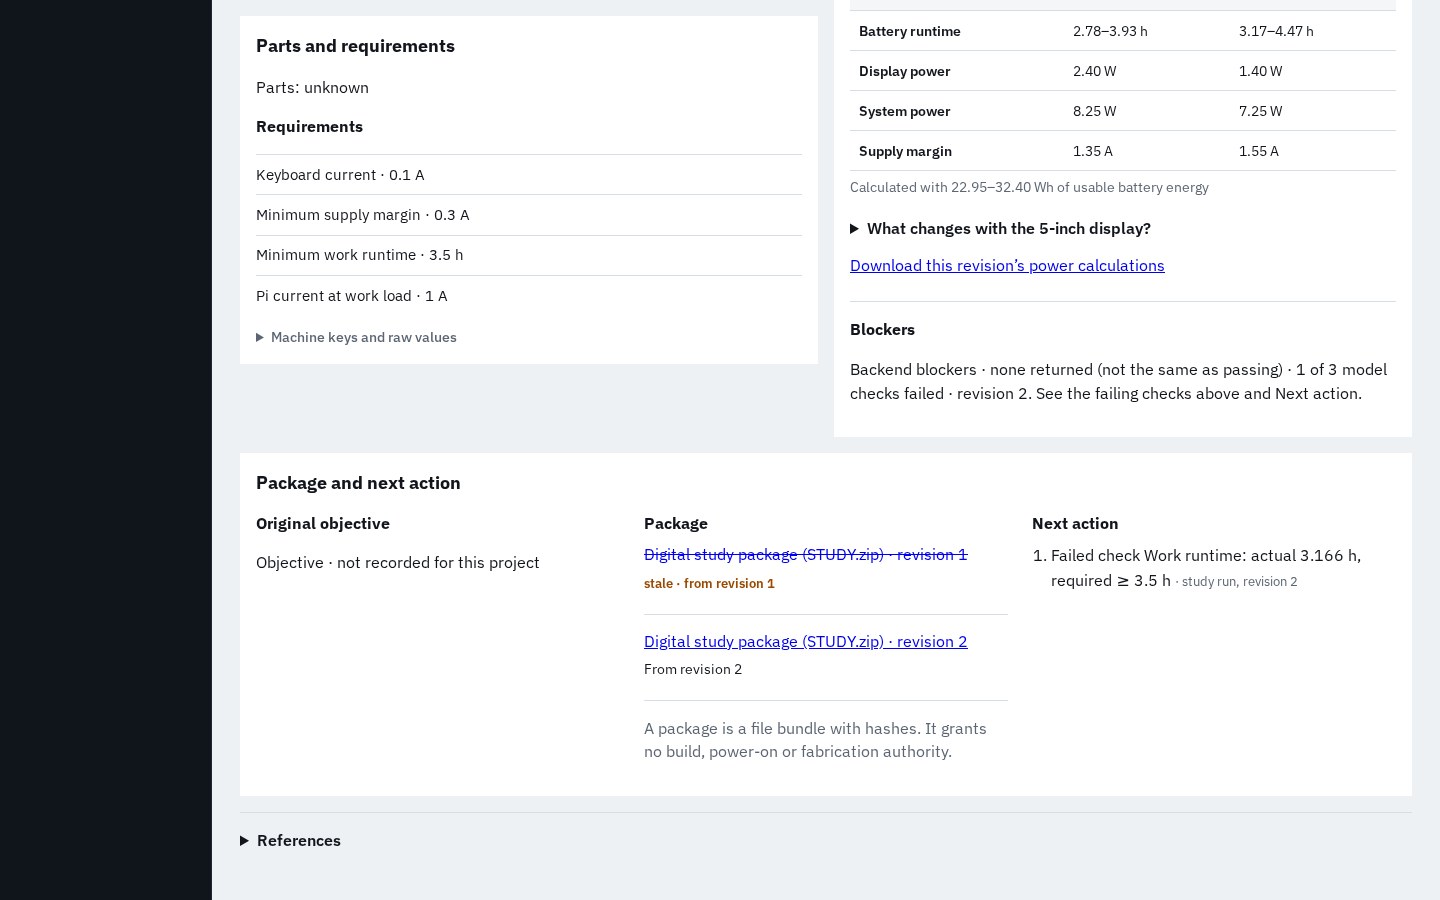 Parts and requirements
Parts: unknown
Requirements
Keyboard current · 0.1 A
Minimum supply margin · 0.3 A
Minimum work runtime · 3.5 h
Pi current at work load · 1 A
▶ Machine keys and raw values
Battery runtime 2.78–3.93 h 3.17–4.47 h
Display power 2.40 W 1.40 W
System power 8.25 W 7.25 W
Supply margin 1.35 A 1.55 A
Calculated with 22.95–32.40 Wh of usable battery energy
▶ What changes with the 5-inch display?
Download this revision’s power calculations
Blockers
Backend blockers · none returned (not the same as passing) · 1 of 3 model
checks failed · revision 2. See the failing checks above and Next action.
Package and next action
Original objective
Objective · not recorded for this project
Package
Digital study package (STUDY.zip) · revision 1
stale · from revision 1
Digital study package (STUDY.zip) · revision 2
From revision 2
A package is a file bundle with hashes. It grants
no build, power-on or fabrication authority.
Next action
1. Failed check Work runtime: actual 3.166 h,
required ≥ 3.5 h · study run, revision 2
▶ References